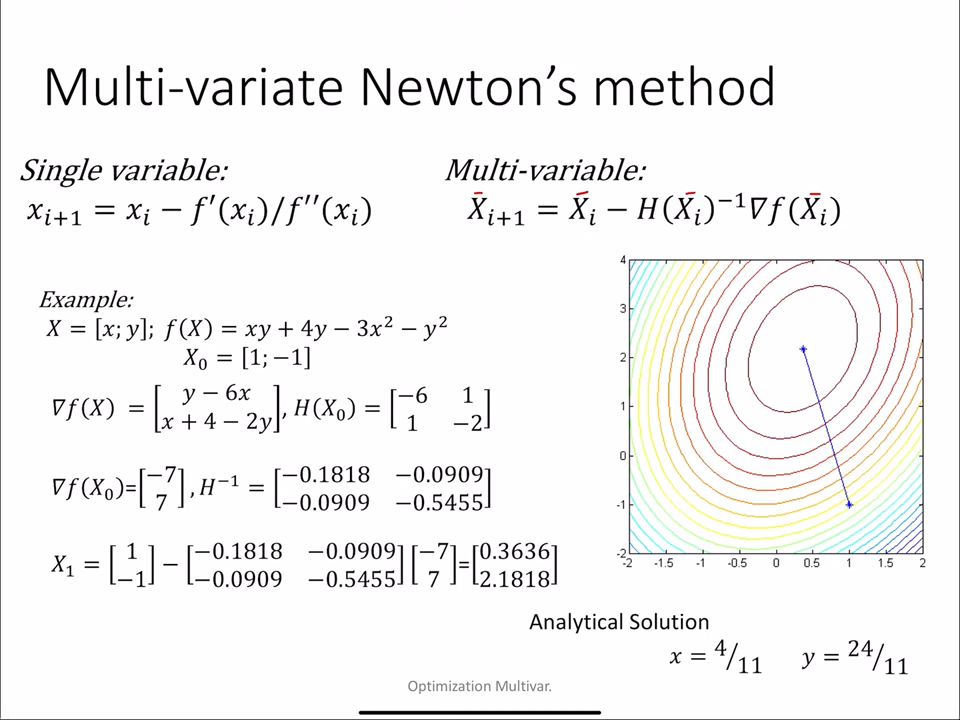 Multi-variate Newton's method
Single variable:
x_{i+1} = x_i − f′(x_i)/f′′(x_i)
Multi-variable:
X̄_{i+1} = X̄_i − H(X̄_i)^{−1}∇f(X̄_i)
Example:
X = [x; y]; f(X) = xy + 4y − 3x² − y²
X₀ = [1; −1]
∇f(X) = [y − 6x; x + 4 − 2y], H(X₀) = [−6 1; 1 −2]
∇f(X₀)=[−7; 7], H⁻¹ = [−0.1818 −0.0909; −0.0909 −0.5455]
X₁ = [1; −1] − [−0.1818 −0.0909; −0.0909 −0.5455] [−7; 7]=[0.3636; 2.1818]
4
3
2
1
0
-1
-2
-2 -1.5 -1 -0.5 0 0.5 1 1.5 2
Analytical Solution
x = 4/11 y = 24/11
Optimization Multivar.